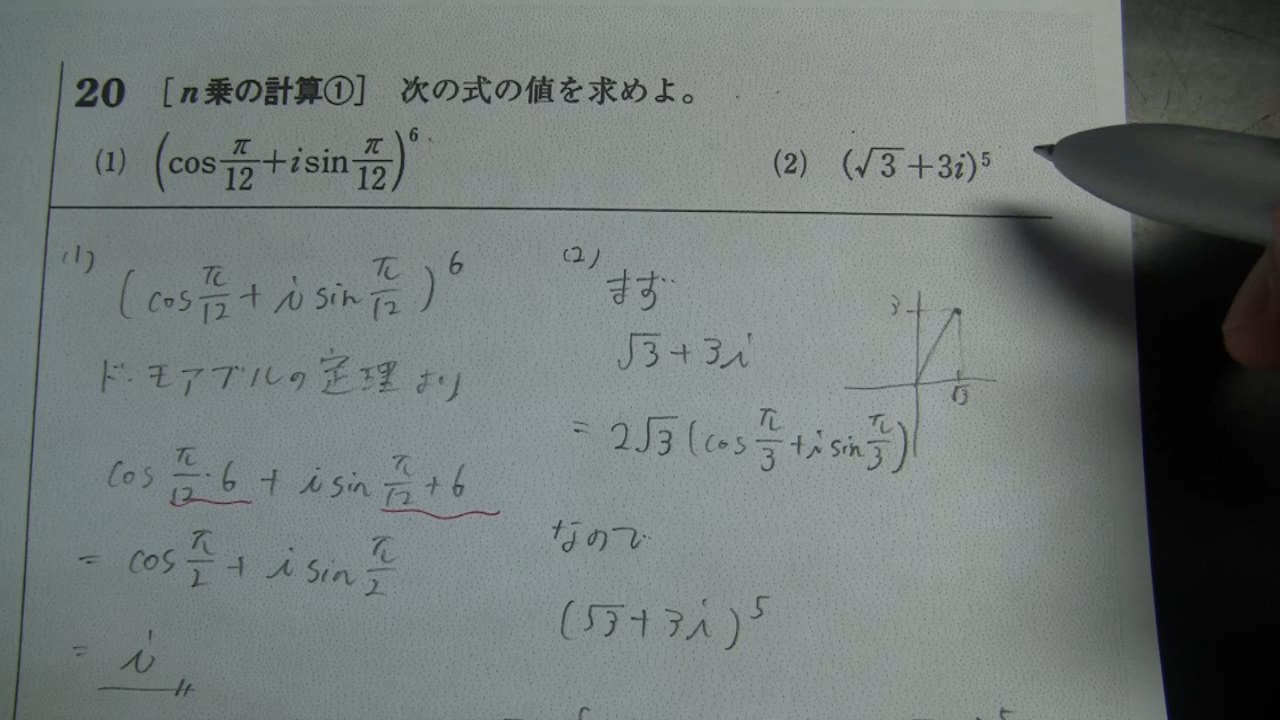 20 [n乗の計算①] 次の式の値を求めよ。
(1) (cos π/12 + i sin π/12)^6
(2) (√3 + 3i)^5
(1)
(cos π/12 + i sin π/12)^6
ド・モアブルの定理より
cos π/12・6 + i sin π/12 + 6
= cos π/2 + i sin π/2
= i
(2)
まず
√3 + 3i
3
√3
= 2√3 (cos π/3 + i sin π/3)
なので
(√3 + 3i)^5